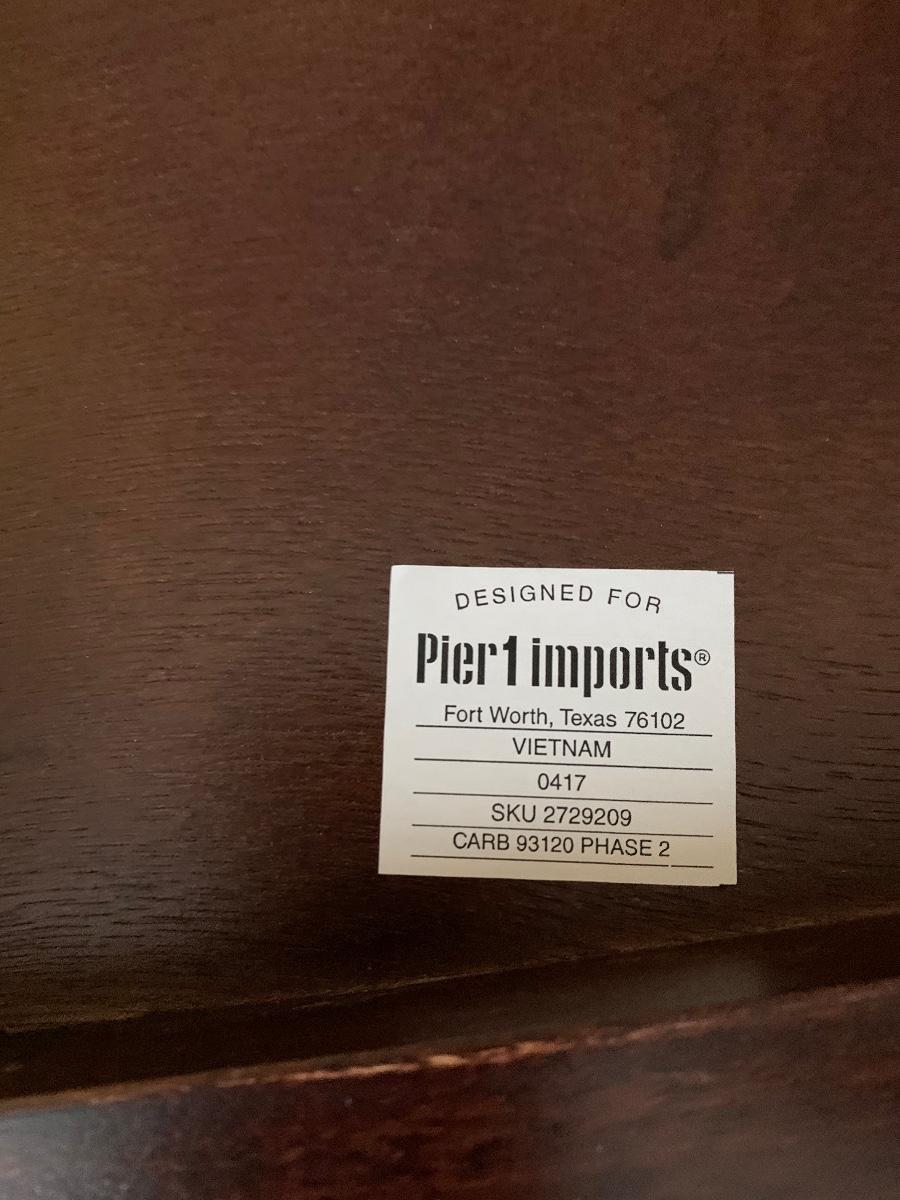 DESIGNED FOR
Pier1 imports®
Fort Worth, Texas 76102
VIETNAM
0417
SKU 2729209
CARB 93120 PHASE 2